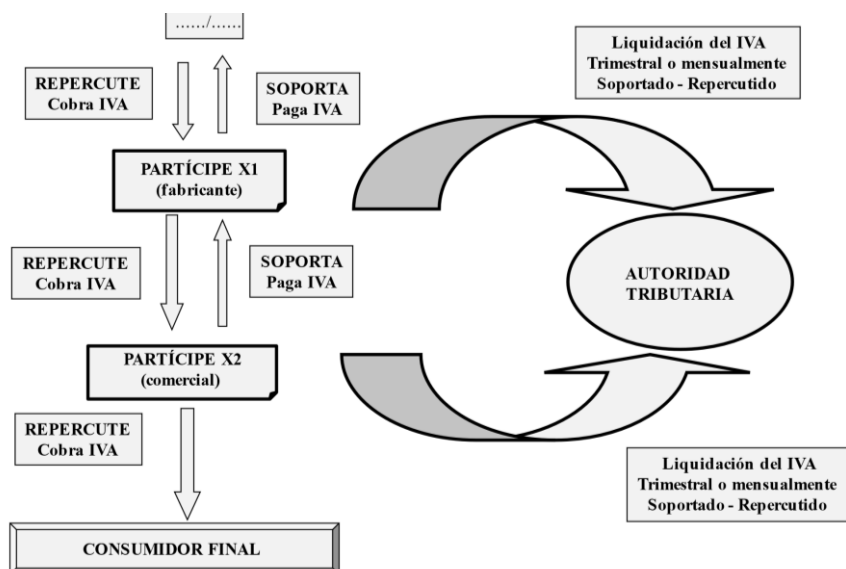 ……/……
Liquidación del IVA
Trimestral o mensualmente
Soportado - Repercutido
REPERCUTE
Cobra IVA
SOPORTA
Paga IVA
PARTÍCIPE X1
(fabricante)
REPERCUTE
Cobra IVA
SOPORTA
Paga IVA
AUTORIDAD
TRIBUTARIA
PARTÍCIPE X2
(comercial)
REPERCUTE
Cobra IVA
Liquidación del IVA
Trimestral o mensualmente
Soportado - Repercutido
CONSUMIDOR FINAL